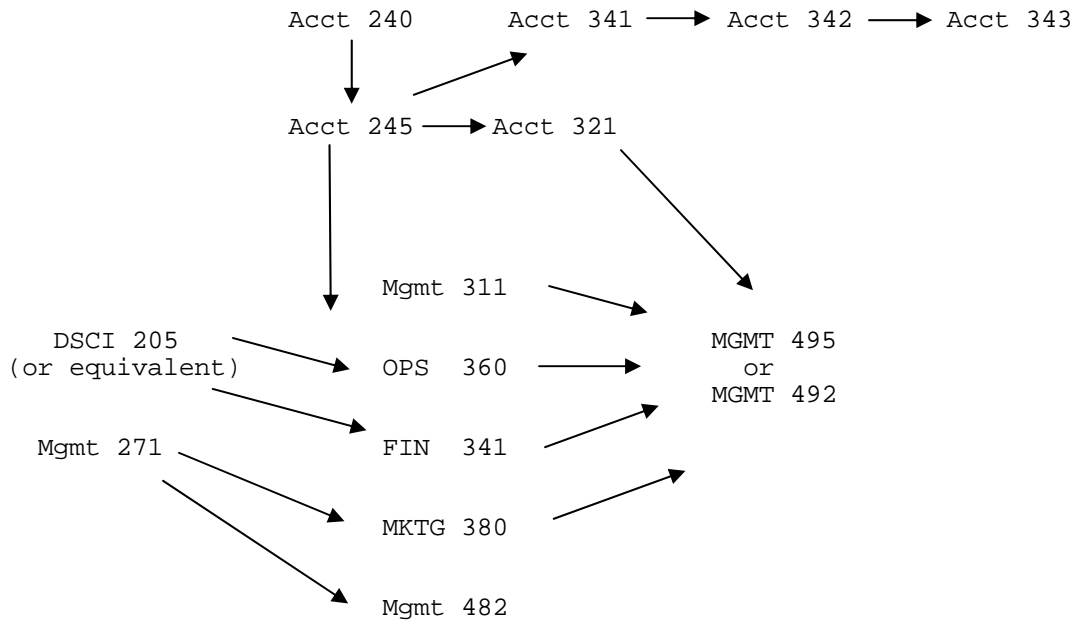 Acct 240 Acct 341 Acct 342 Acct 343
Acct 245 Acct 321
Mgmt 311
DSCI 205 MGMT 495
(or equivalent) OPS 360 or
MGMT 492
Mgmt 271 FIN 341
MKTG 380
Mgmt 482